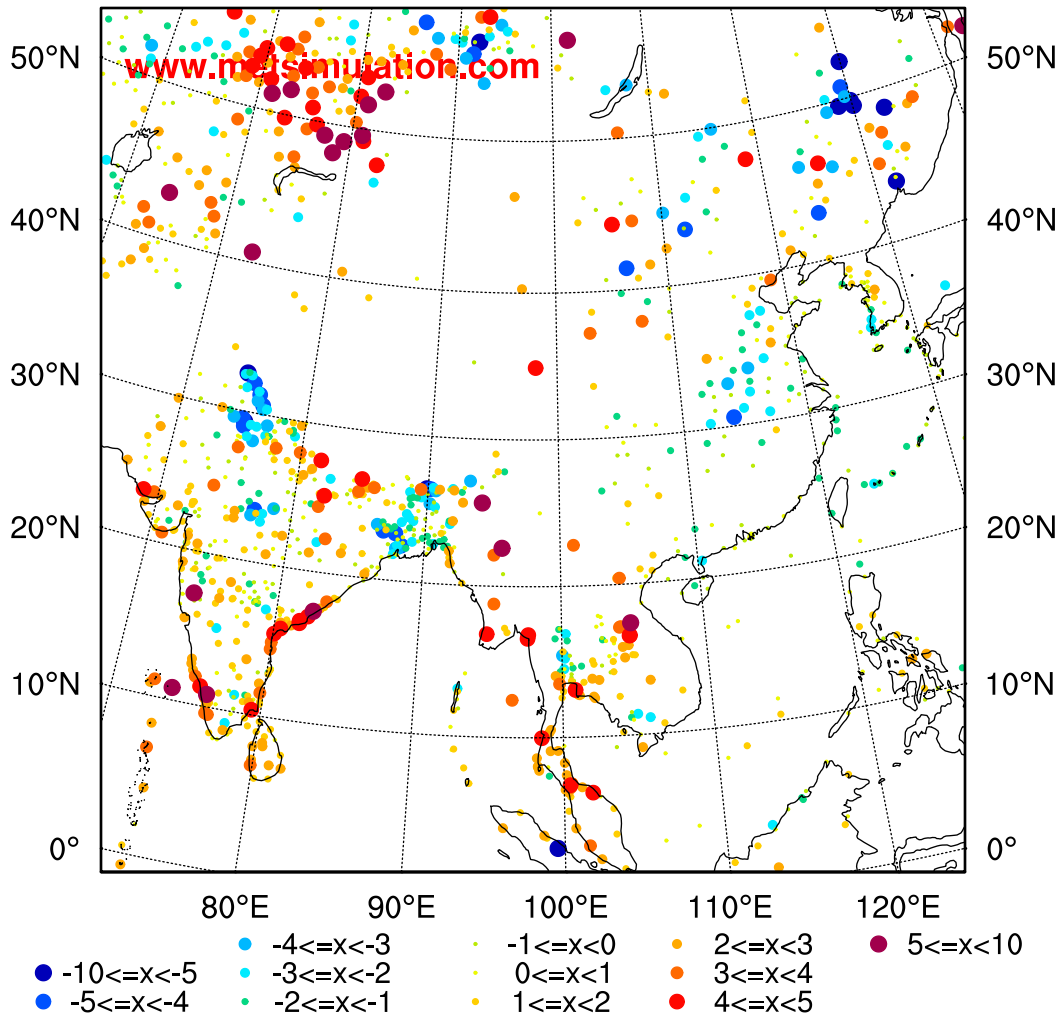 50°N 50°N
www.metsimulation.com
40°N 40°N
30°N 30°N
20°N 20°N
10°N 10°N
0° 0°
80°E 90°E 100°E 110°E 120°E
-4<=x<-3 -1<=x<0 2<=x<3 5<=x<10
-10<=x<-5 -3<=x<-2 0<=x<1 3<=x<4
-5<=x<-4 -2<=x<-1 1<=x<2 4<=x<5